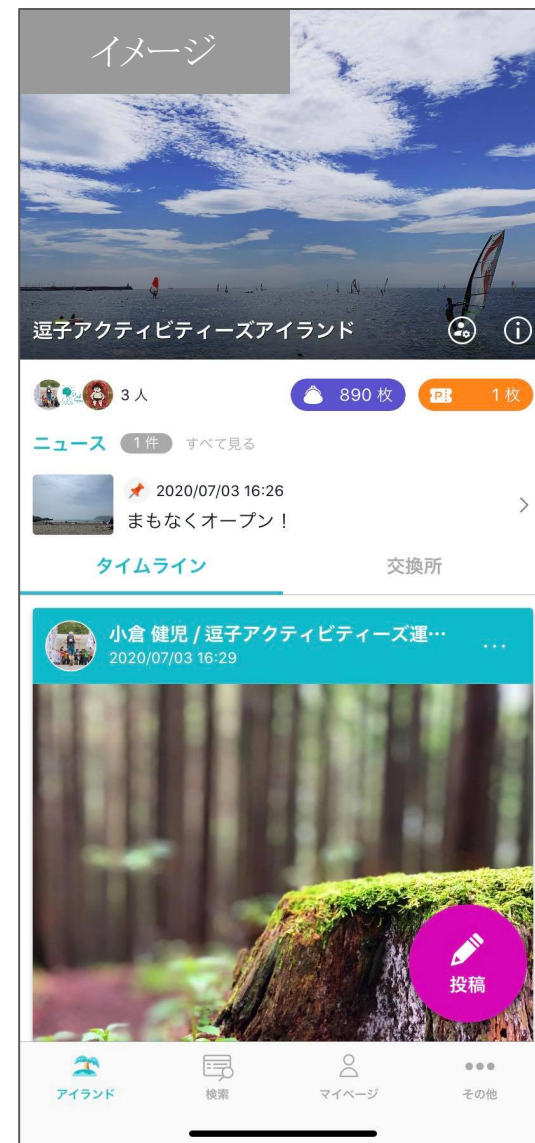 イメージ
逗子アクティビティーズアイランド
3人
890 枚
P
1 枚
ニュース
1件
すべて見る
2020/07/03 16:26
まもなくオープン！
タイムライン
交換所
小倉 健児 / 逗子アクティビティーズ運…
2020/07/03 16:29
投稿
アイランド
検索
マイページ
その他